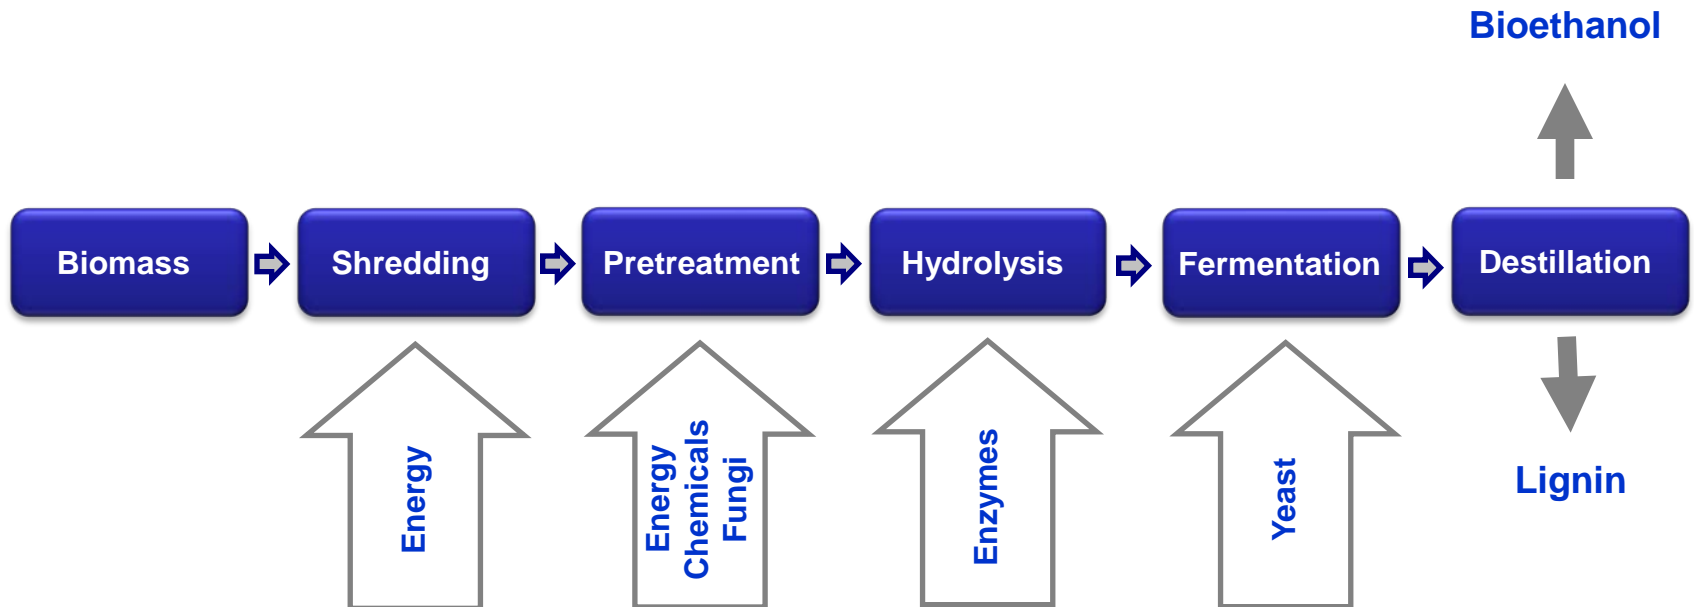 Bioethanol
Biomass
Shredding
Pretreatment
Hydrolysis
Fermentation
Destillation
Energy
Energy
Chemicals
Fungi
Enzymes
Yeast
Lignin